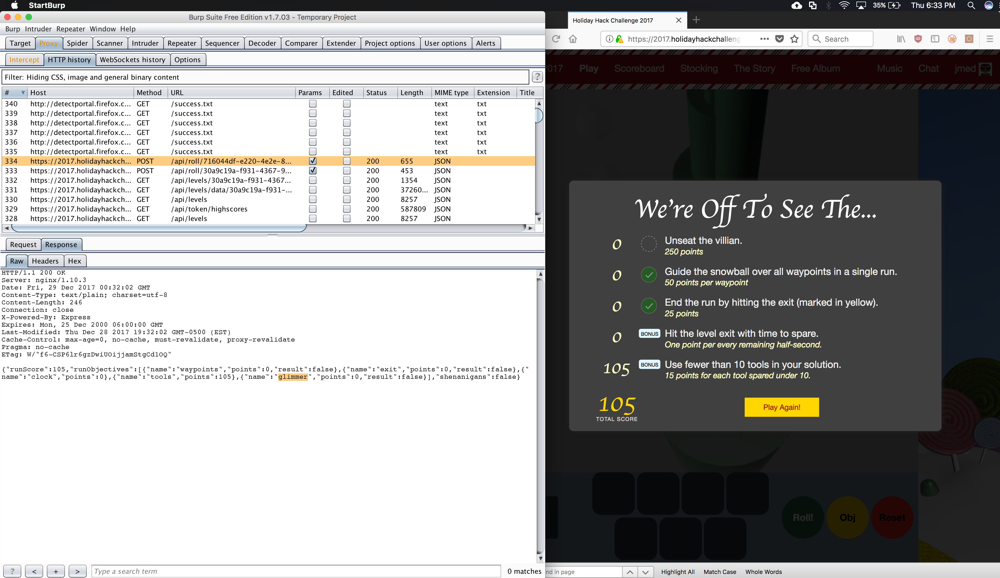 StartBurp
35%
Thu 6:33 PM
Burp Suite Free Edition v1.7.03 - Temporary Project
Burp Intruder Repeater Window Help
Target Proxy Spider Scanner Intruder Repeater Sequencer Decoder Comparer Extender Project options User options Alerts
Intercept HTTP history WebSockets history Options
Filter: Hiding CSS, image and general binary content
?
# Host Method URL Params Edited Status Length MIME type Extension Title
340 http://detectportal.firefox.c... GET /success.txt text txt
339 http://detectportal.firefox.c... GET /success.txt text txt
338 http://detectportal.firefox.c... GET /success.txt text txt
337 http://detectportal.firefox.c... GET /success.txt text txt
336 http://detectportal.firefox.c... GET /success.txt text txt
335 http://detectportal.firefox.c... GET /success.txt text txt
334 https://2017.holidayhackch... POST /api/roll/716044df-e220-4e2e-8... 200 655 JSON
333 https://2017.holidayhackch... POST /api/roll/30a9c19a-f931-4367-9... 200 453 JSON
332 https://2017.holidayhackch... GET /api/levels/30a9c19a-f931-4367... 200 1354 JSON
331 https://2017.holidayhackch... GET /api/levels/data/30a9c19a-f931-... 200 37260... JSON
330 https://2017.holidayhackch... GET /api/levels 200 8257 JSON
329 https://2017.holidayhackch... GET /api/token/highscores 200 587809 JSON
328 https://2017.holidayhackch... GET /api/levels 200 8257 JSON
Request Response
Raw Headers Hex
HTTP/1.1 200 OK
Server: nginx/1.10.3
Date: Fri, 29 Dec 2017 00:32:02 GMT
Content-Type: text/plain; charset=utf-8
Content-Length: 246
Connection: close
X-Powered-By: Express
Expires: Mon, 25 Dec 2000 06:00:00 GMT
Last-Modified: Thu Dec 28 2017 19:32:02 GMT-0500 (EST)
Cache-Control: max-age=0, no-cache, must-revalidate, proxy-revalidate
Pragma: no-cache
ETag: W/"f6-CSP6lr6gzDwiUOijjamStgCd1OQ"
{"runScore":105,"runObjectives":[{"name":"waypoints","points":0,"result":false},{"name":"exit","points":0,"result":false},{"
name":"clock","points":0},{"name":"tools","points":105},{"name":"glimmer","points":0,"result":false}],"shenanigans":false}
? < + > Type a search term 0 matches
Holiday Hack Challenge 2017
https://2017.holidayhackchalleng
Search
2017 Play Scoreboard Stocking The Story Free Album Music Chat jmed
We're Off To See The...
0 Unseat the villian.
250 points
0 Guide the snowball over all waypoints in a single run.
50 points per waypoint
0 End the run by hitting the exit (marked in yellow).
25 points
0 BONUS Hit the level exit with time to spare.
One point per every remaining half-second.
105 BONUS Use fewer than 10 tools in your solution.
15 points for each tool spared under 10.
105
TOTAL SCORE
Play Again!
Roll! Obj Reset
nd in page Highlight All Match Case Whole Words